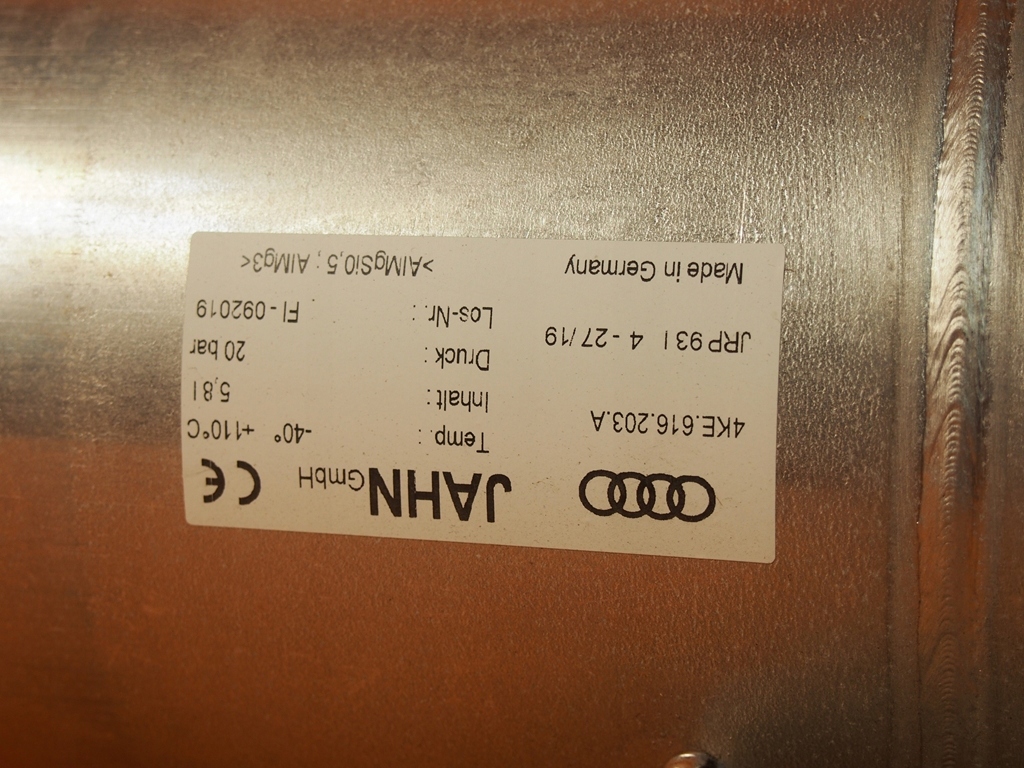 JAHN GmbH CE
4KE.616.203.A
JRP 93 I 4 - 27/19
Made in Germany
Temp. : -40° +110°C
Inhalt : 5,8 l
Druck : 20 bar
Los-Nr. : FI - 092019
>AlMgSi0,5 ; AlMg3<